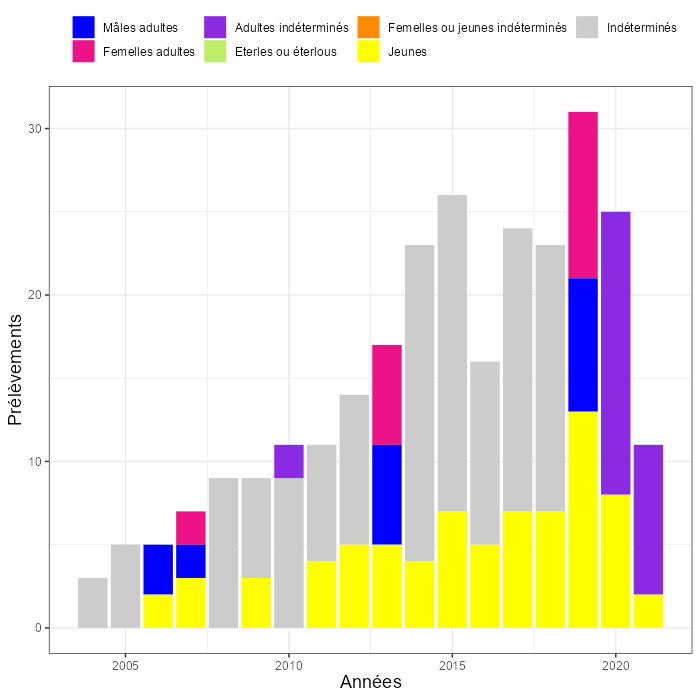 Mâles adultes
Adultes indéterminés
Femelles ou jeunes indéterminés
Indéterminés
Femelles adultes
Eterles ou éterlous
Jeunes
30
20
10
0
Prélèvements
2005
2010
2015
2020
Années